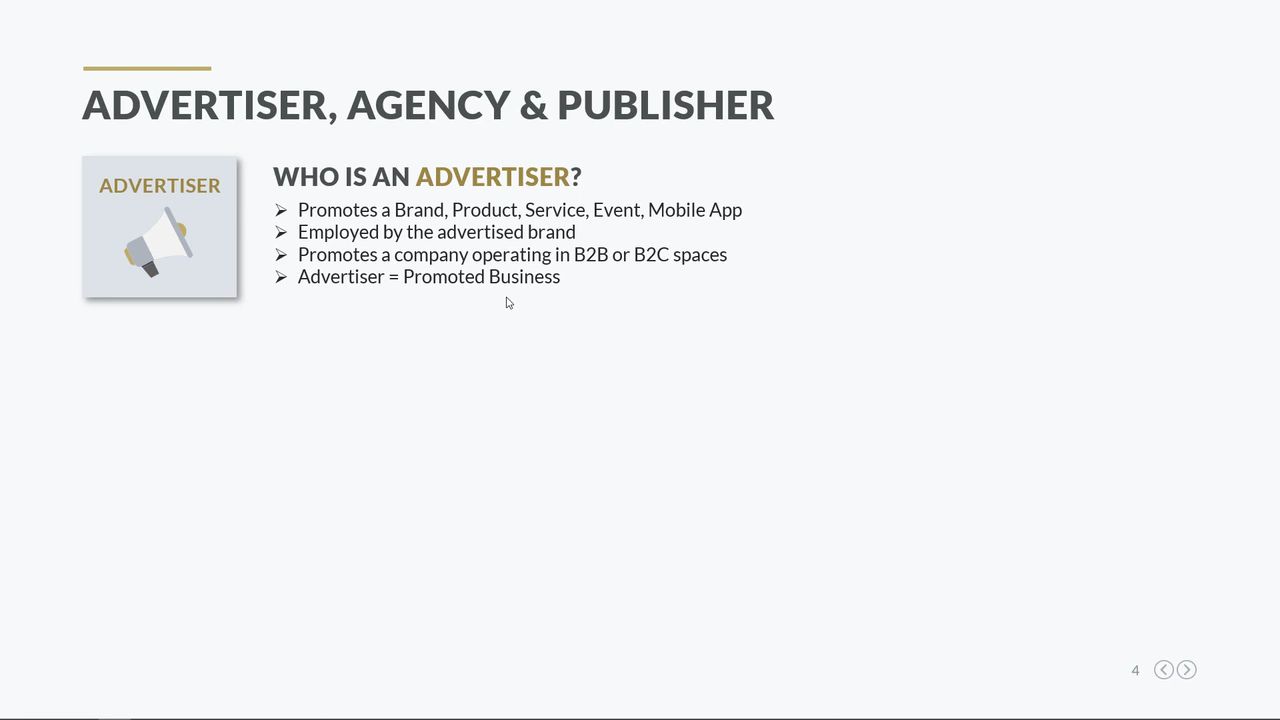 ADVERTISER, AGENCY & PUBLISHER
ADVERTISER
WHO IS AN ADVERTISER?
➢ Promotes a Brand, Product, Service, Event, Mobile App
➢ Employed by the advertised brand
➢ Promotes a company operating in B2B or B2C spaces
➢ Advertiser = Promoted Business
4